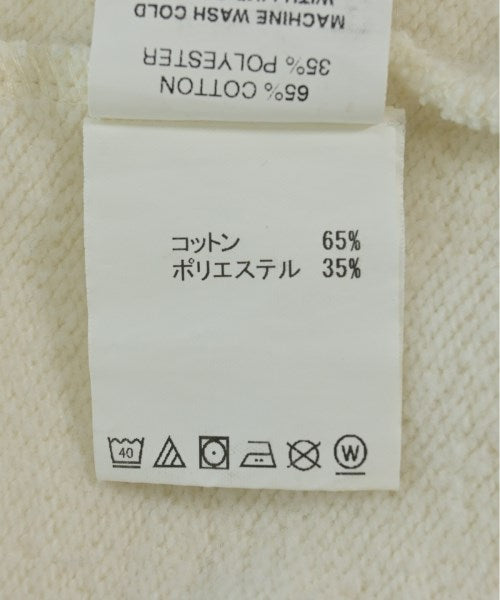 MACHINE WASH COLD
35% POLYESTER
65% COTTON
コットン 65%
ポリエステル 35%
40
W